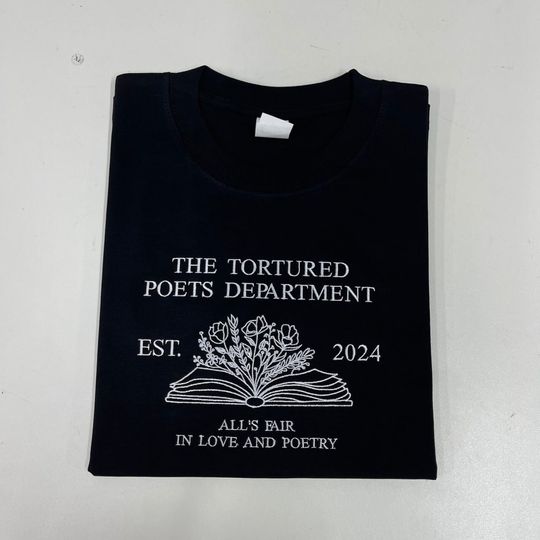 THE TORTURED
POETS DEPARTMENT
EST. 2024
ALL'S FAIR
IN LOVE AND POETRY